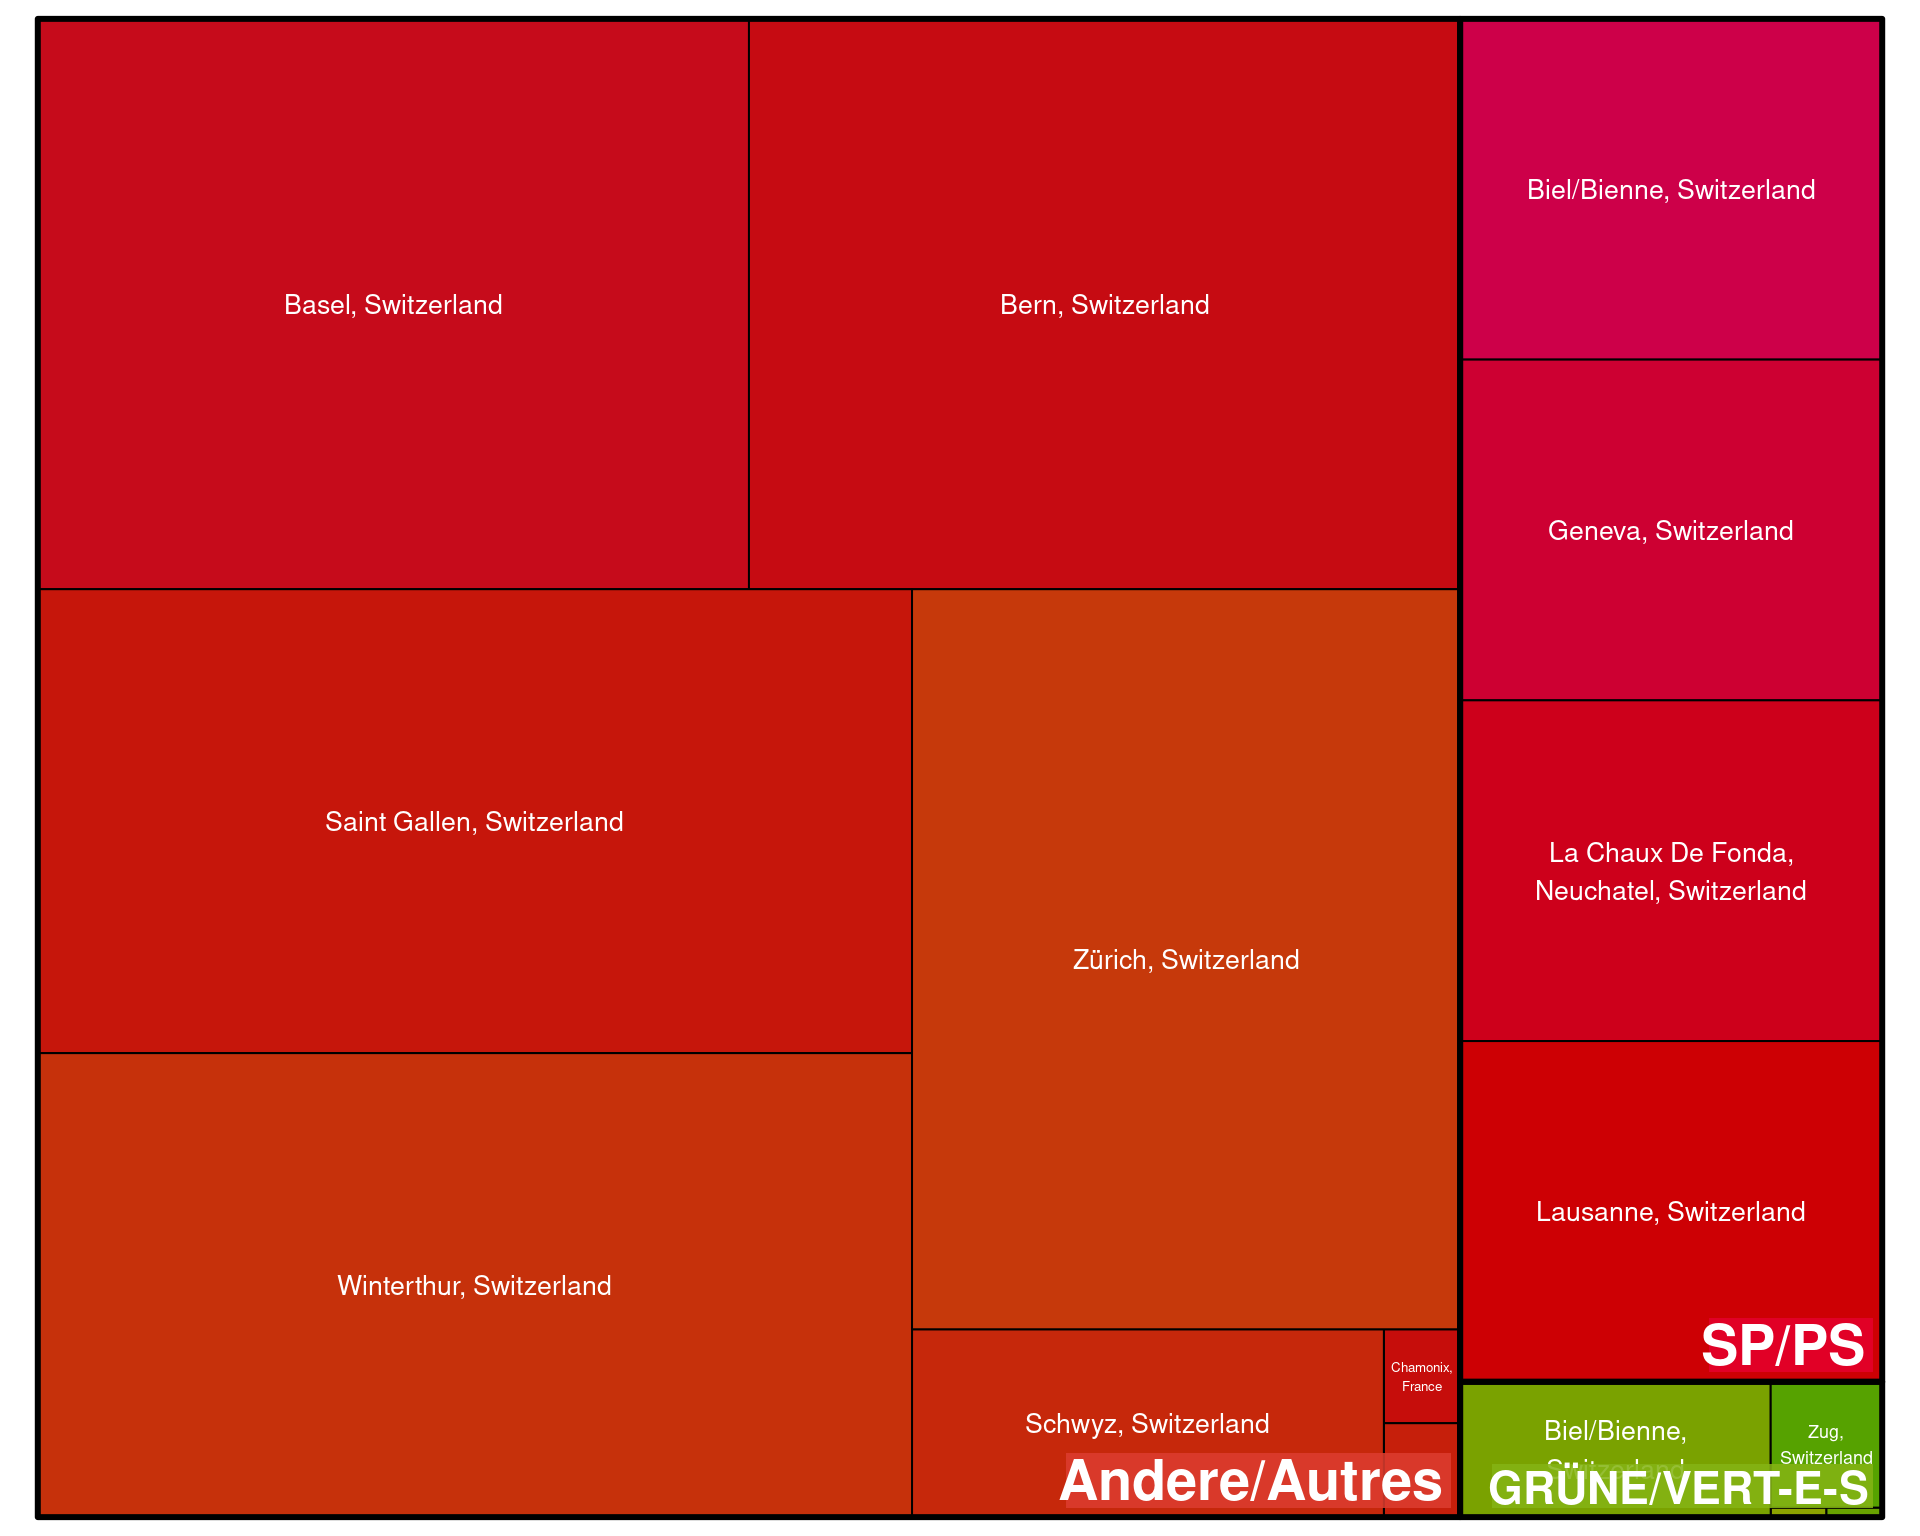 Basel, Switzerland
Bern, Switzerland
Biel/Bienne, Switzerland
Geneva, Switzerland
Saint Gallen, Switzerland
La Chaux De Fonda,
Neuchatel, Switzerland
Zürich, Switzerland
Lausanne, Switzerland
Winterthur, Switzerland
SP/PS
Chamonix,
France
Schwyz, Switzerland
Andere/Autres
Biel/Bienne,
Switzerland
Zug,
Switzerland
GRÜNE/VERT-E-S